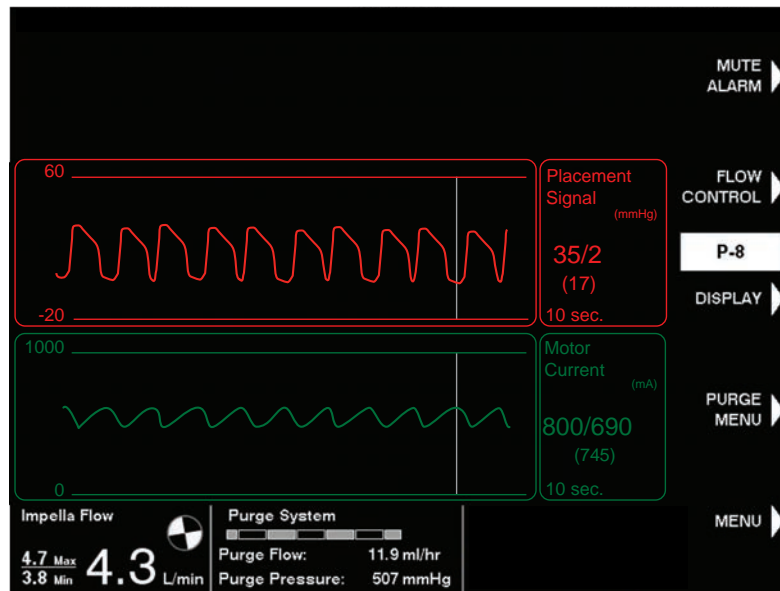 MUTE
ALARM
60
Placement
Signal
(mmHg)
35/2
(17)
-20
10 sec.
FLOW
CONTROL
P-8
DISPLAY
1000
Motor
Current
(mA)
800/690
(745)
0
10 sec.
PURGE
MENU
MENU
Impella Flow
4.7 Max
3.8 Min
4.3 L/min
Purge System
Purge Flow: 11.9 ml/hr
Purge Pressure: 507 mmHg